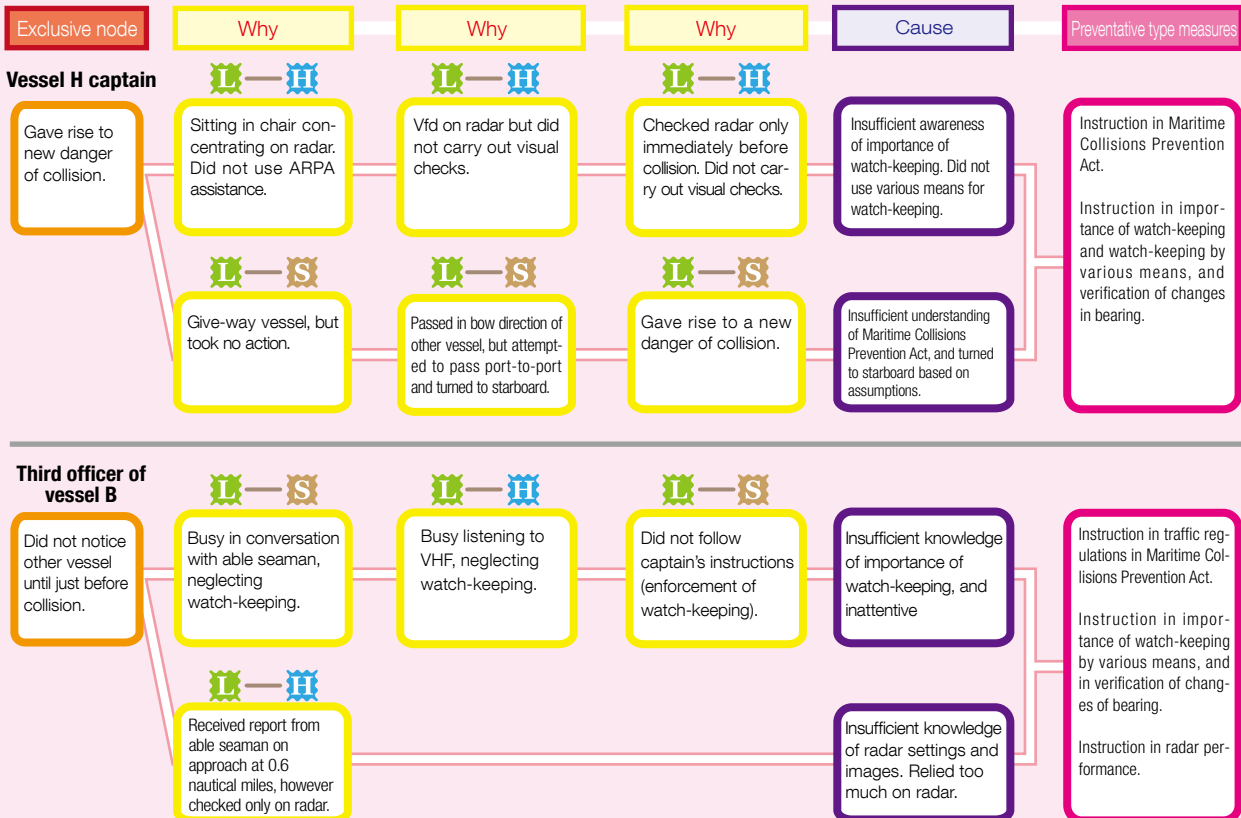 Exclusive node
Why
Why
Why
Cause
Preventative type measures
Vessel H captain
Gave rise to
new danger
of collision.
L H
Sitting in chair con-
centrating on radar.
Did not use ARPA
assistance.
L H
Vfd on radar but did
not carry out visual
checks.
L H
Checked radar only
immediately before
collision. Did not car-
ry out visual checks.
Insufficient awareness
of importance of
watch-keeping. Did not
use various means for
watch-keeping.
L S
Give-way vessel, but
took no action.
L S
Passed in bow direction of
other vessel, but attempt-
ed to pass port-to-port
and turned to starboard.
L S
Gave rise to a new
danger of collision.
Insufficient understanding
of Maritime Collisions
Prevention Act, and turned
to starboard based on
assumptions.
Instruction in Maritime
Collisions Prevention
Act.
Instruction in impor-
tance of watch-keeping
and watch-keeping by
various means, and
verification of changes
in bearing.
Third officer of
vessel B
Did not notice
other vessel
until just before
collision.
L S
Busy in conversation
with able seaman,
neglecting
watch-keeping.
L H
Busy listening to
VHF, neglecting
watch-keeping.
L S
Did not follow
captain's instructions
(enforcement of
watch-keeping).
Insufficient knowledge
of importance of
watch-keeping, and
inattentive
L H
Received report from
able seaman on
approach at 0.6
nautical miles, however
checked only on radar.
Insufficient knowledge
of radar settings and
images. Relied too
much on radar.
Instruction in traffic reg-
ulations in Maritime Col-
lisions Prevention Act.
Instruction in impor-
tance of watch-keeping
by various means, and
in verification of chang-
es of bearing.
Instruction in radar per-
formance.